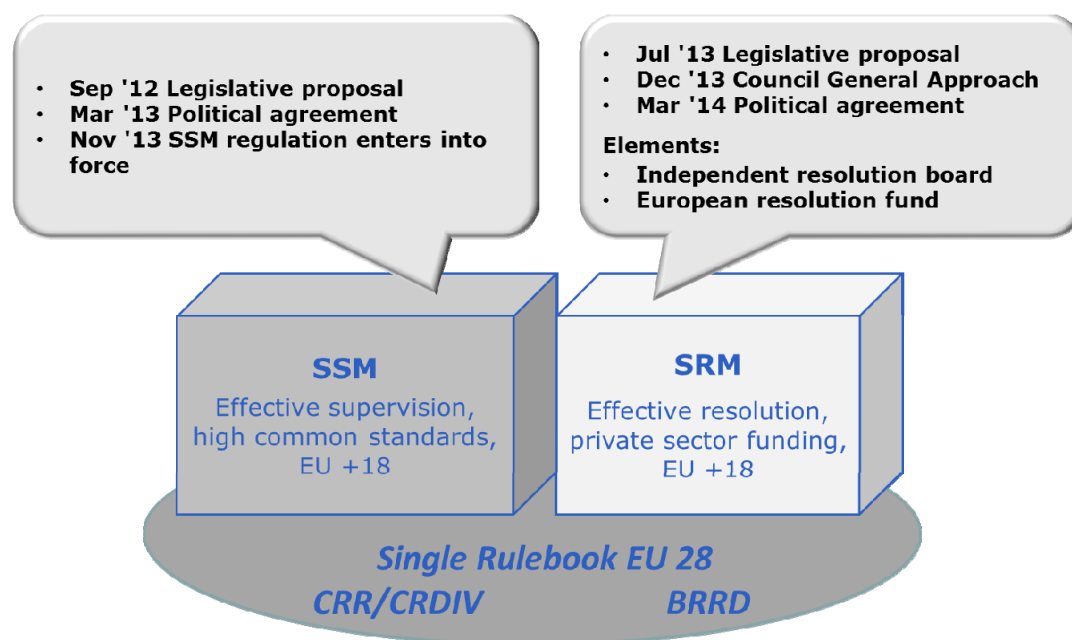 • Sep '12 Legislative proposal
• Mar '13 Political agreement
• Nov '13 SSM regulation enters into
force
• Jul '13 Legislative proposal
• Dec '13 Council General Approach
• Mar '14 Political agreement
Elements:
• Independent resolution board
• European resolution fund
SSM
Effective supervision,
high common standards,
EU +18
SRM
Effective resolution,
private sector funding,
EU +18
Single Rulebook EU 28
CRR/CRDIV BRRD